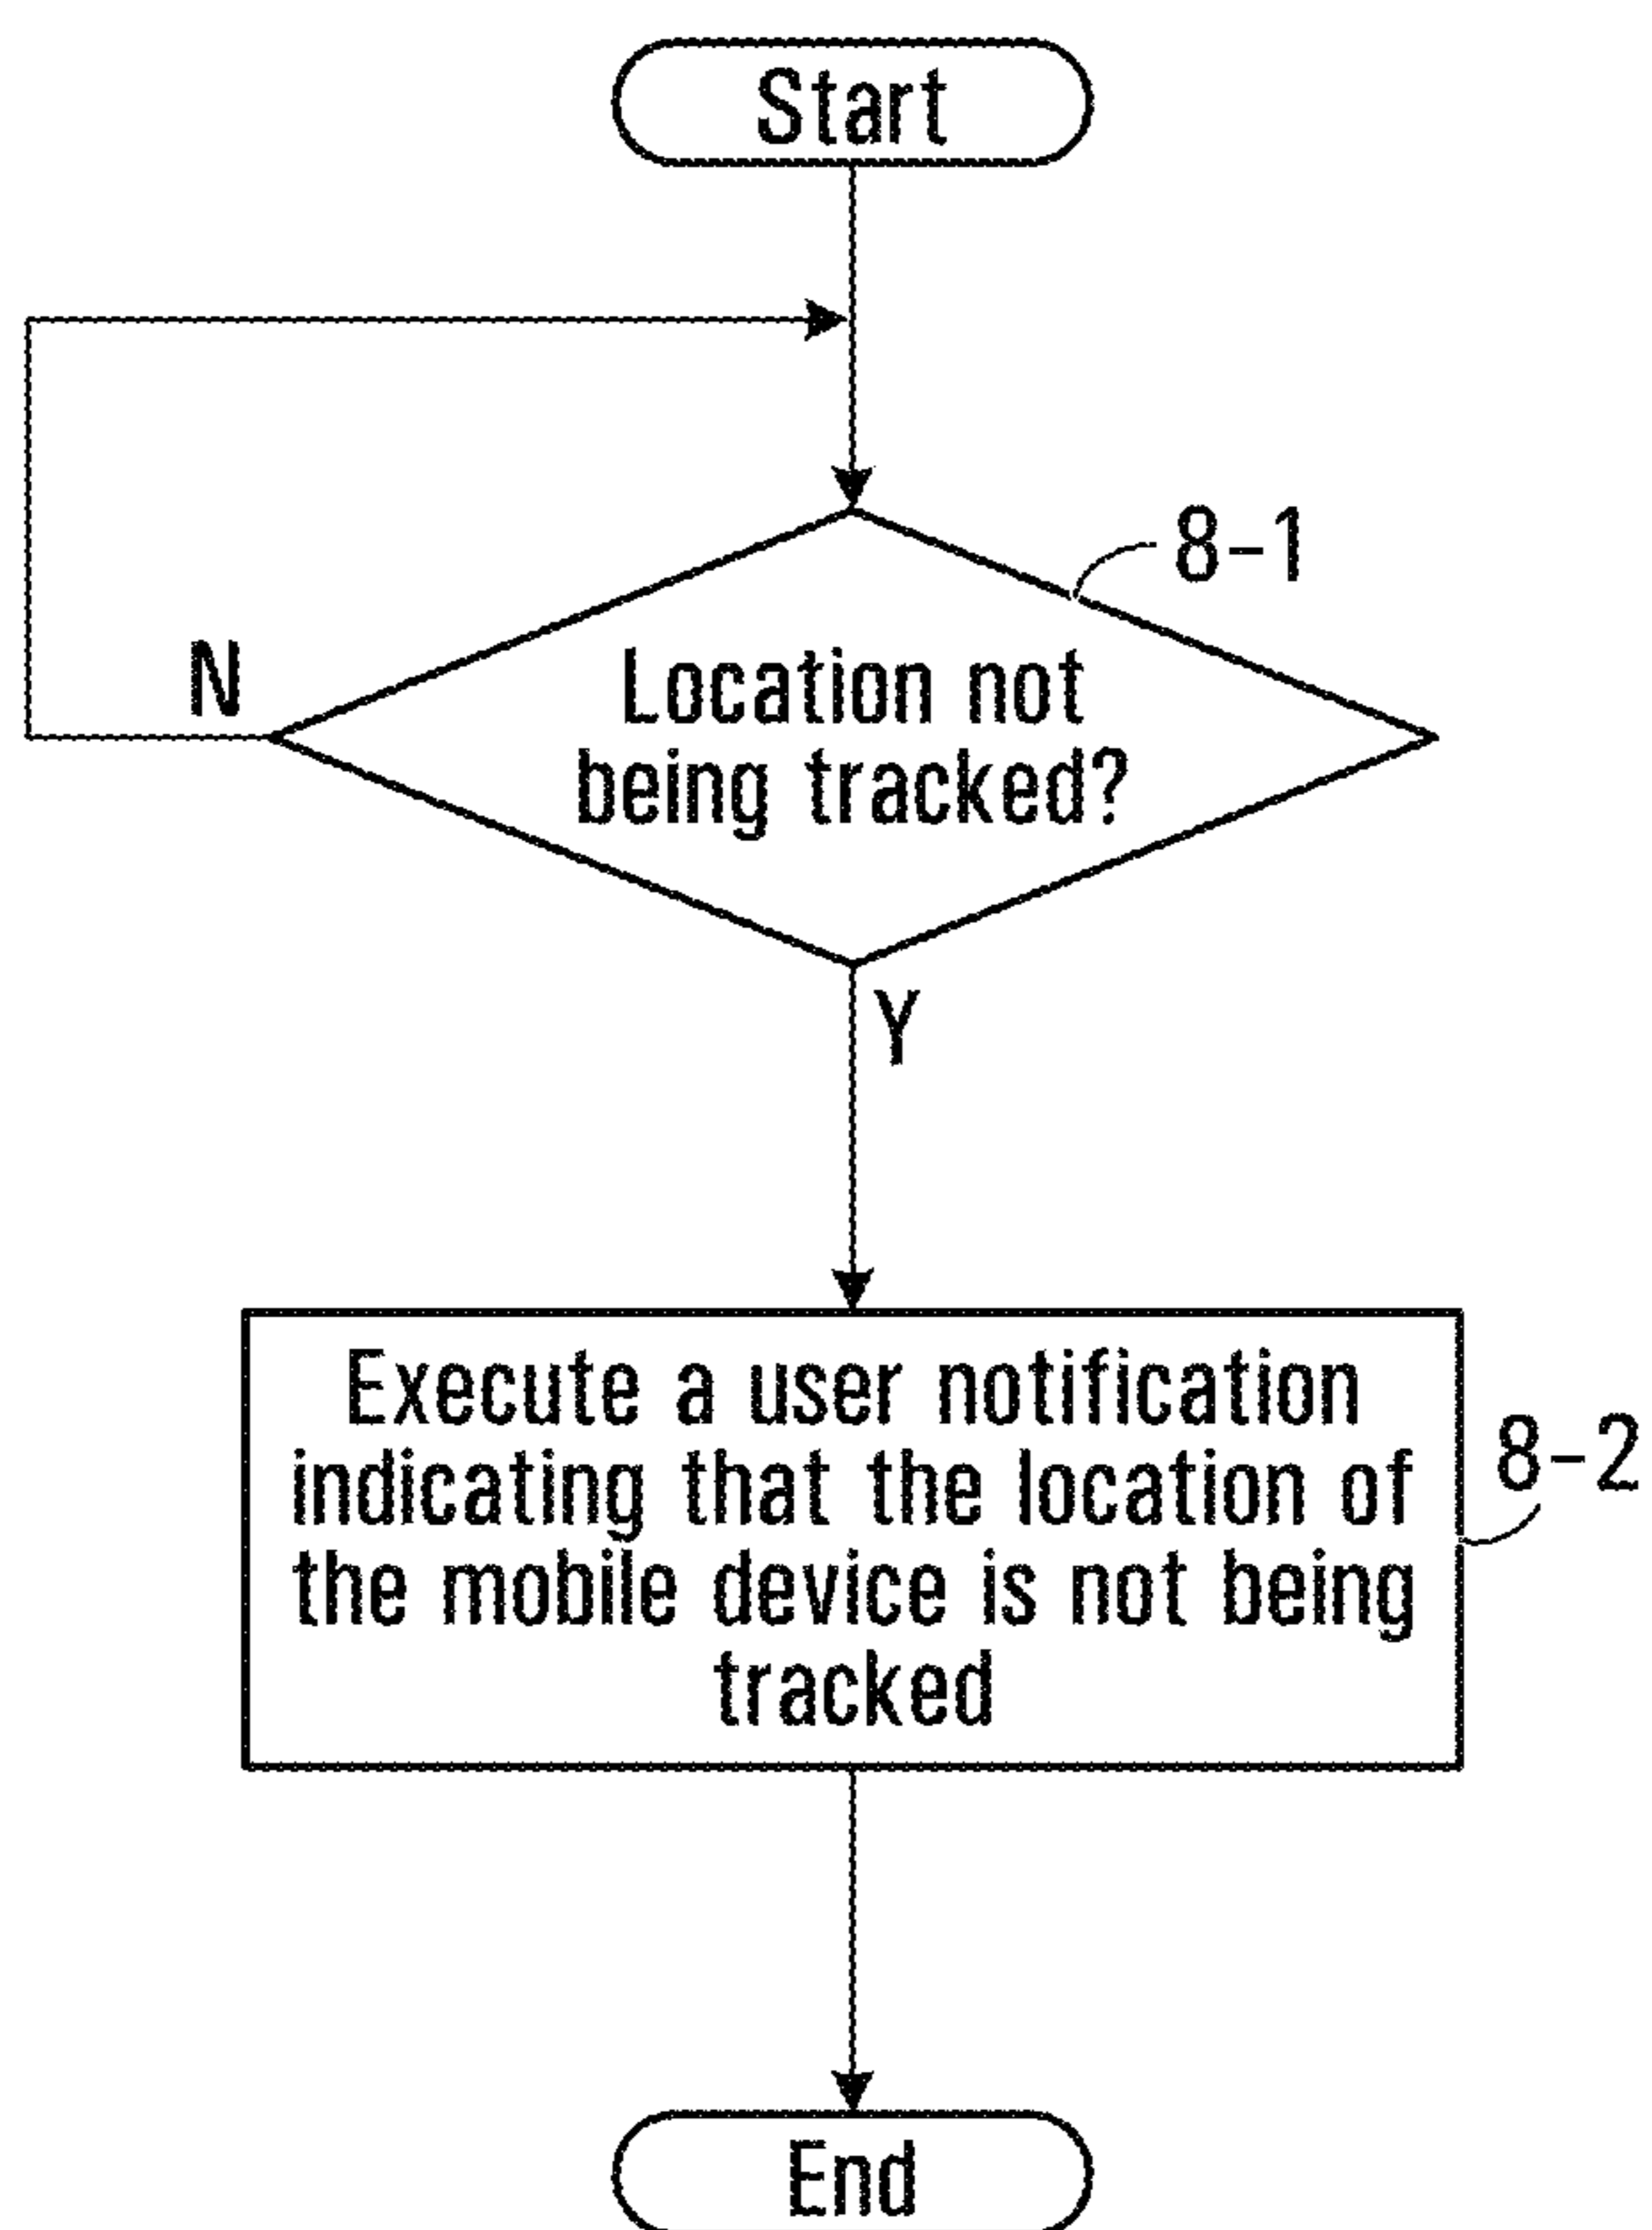 Start
8-1
N
Location not
being tracked?
Y
Execute a user notification
indicating that the location of
the mobile device is not being
tracked
8-2
End